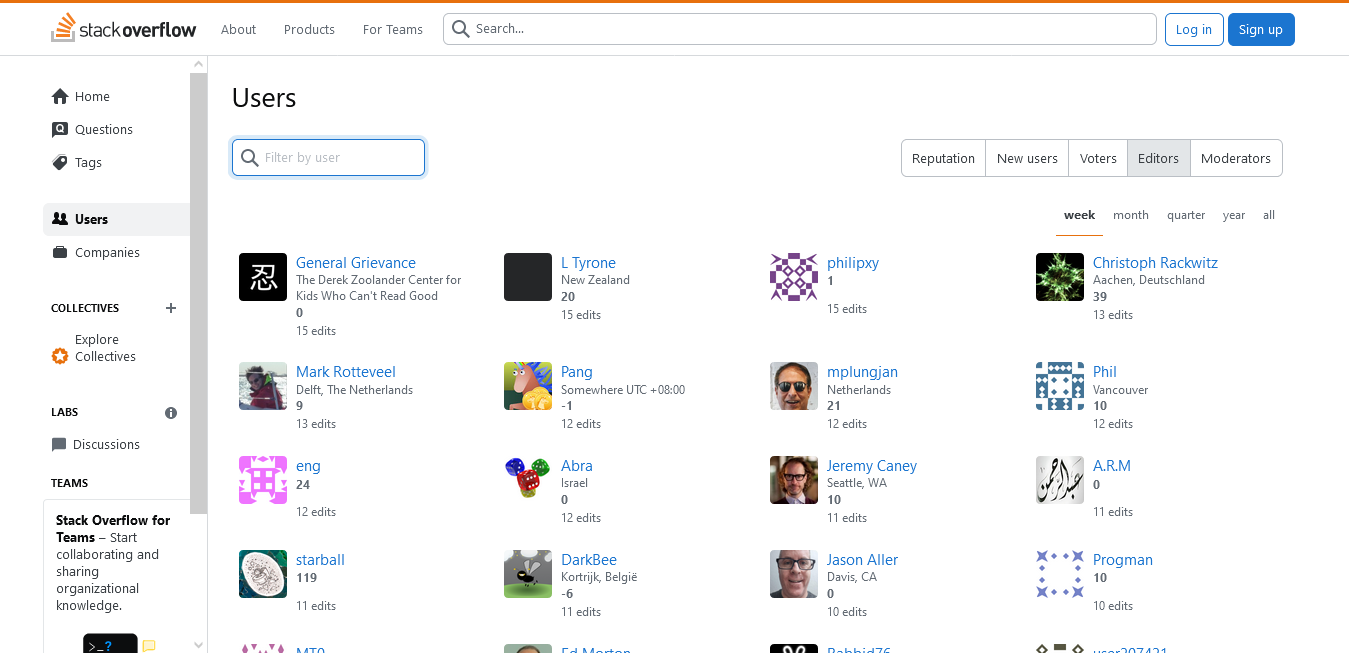 stackoverflow
About
Products
For Teams
Search...
Log in
Sign up
Home
Questions
Tags
Users
Companies
COLLECTIVES
Explore
Collectives
LABS
Discussions
TEAMS
Stack Overflow for
Teams – Start
collaborating and
sharing
organizational
knowledge.
>_?
Users
Filter by user
Reputation
New users
Voters
Editors
Moderators
week
month
quarter
year
all
忍
General Grievance
The Derek Zoolander Center for
Kids Who Can't Read Good
0
15 edits
L Tyrone
New Zealand
20
15 edits
philipxy
1
15 edits
Christoph Rackwitz
Aachen, Deutschland
39
13 edits
Mark Rotteveel
Delft, The Netherlands
9
13 edits
Pang
Somewhere UTC +08:00
-1
12 edits
mplungjan
Netherlands
21
12 edits
Phil
Vancouver
10
12 edits
eng
24
12 edits
Abra
Israel
0
12 edits
Jeremy Caney
Seattle, WA
10
11 edits
A.R.M
0
11 edits
starball
119
11 edits
DarkBee
Kortrijk, België
-6
11 edits
Jason Aller
Davis, CA
0
10 edits
Progman
10
10 edits
MT0
Ed Morton
Rabbid76
user207421